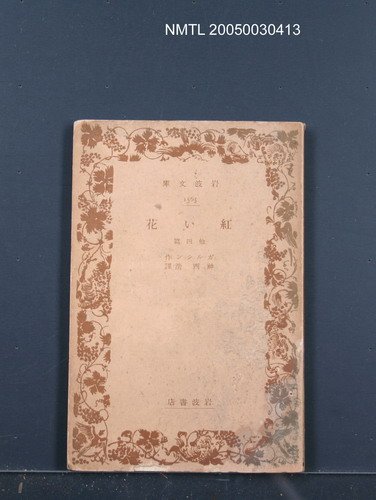 NMTL 20050030413
庫文波岩
花い紅
篇四他
作ンシルガ
譯清西神
店書波岩